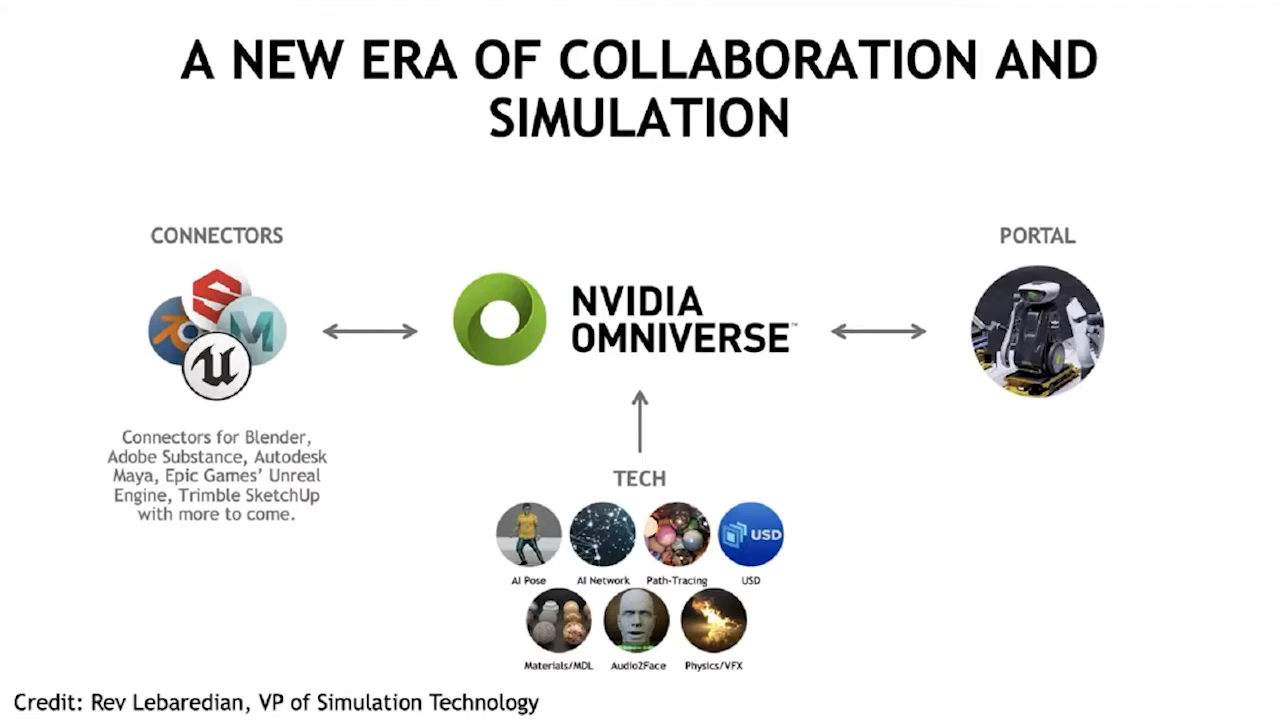 A NEW ERA OF COLLABORATION AND
SIMULATION
CONNECTORS
PORTAL
NVIDIA
OMNIVERSE™
Connectors for Blender,
Adobe Substance, Autodesk
Maya, Epic Games’ Unreal
Engine, Trimble SketchUp
with more to come.
TECH
USD
AI Pose
AI Network
Path-Tracing
USD
Materials/MDL
Audio2Face
Physics/VFX
Credit: Rev Lebaredian, VP of Simulation Technology